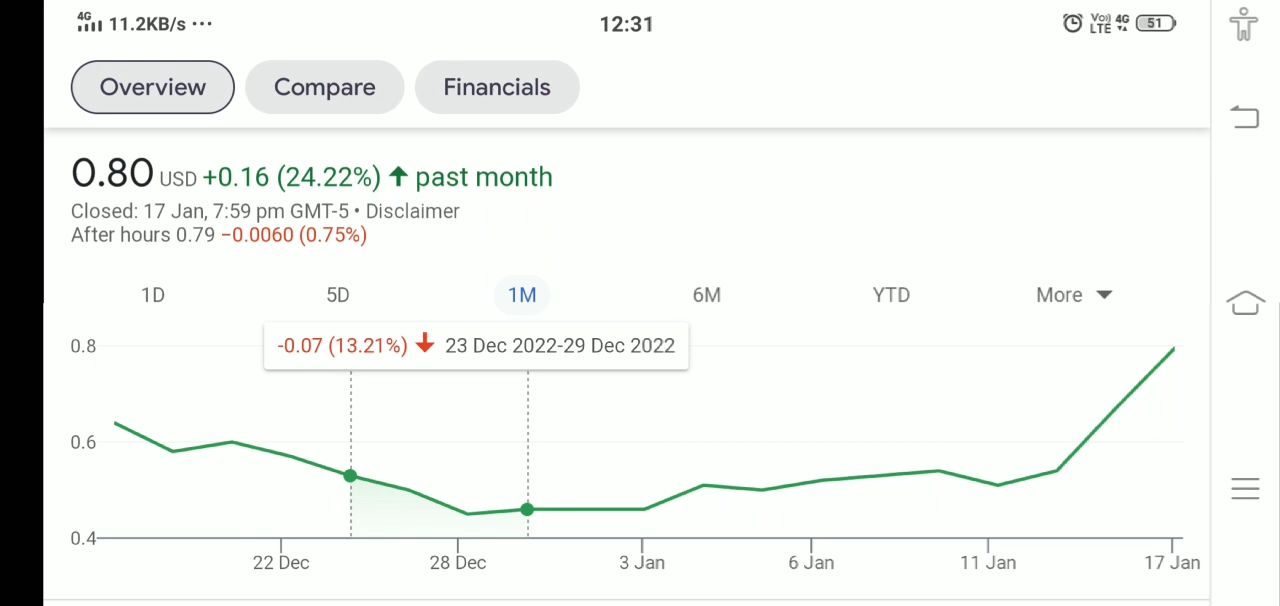 4G 11.2KB/s ··· 12:31 Vo)) LTE 4G 51
Overview Compare Financials
0.80 USD +0.16 (24.22%) ↑ past month
Closed: 17 Jan, 7:59 pm GMT-5 • Disclaimer
After hours 0.79 −0.0060 (0.75%)
1D 5D 1M 6M YTD More
-0.07 (13.21%) ↓ 23 Dec 2022-29 Dec 2022
0.8
0.6
0.4
22 Dec 28 Dec 3 Jan 6 Jan 11 Jan 17 Jan